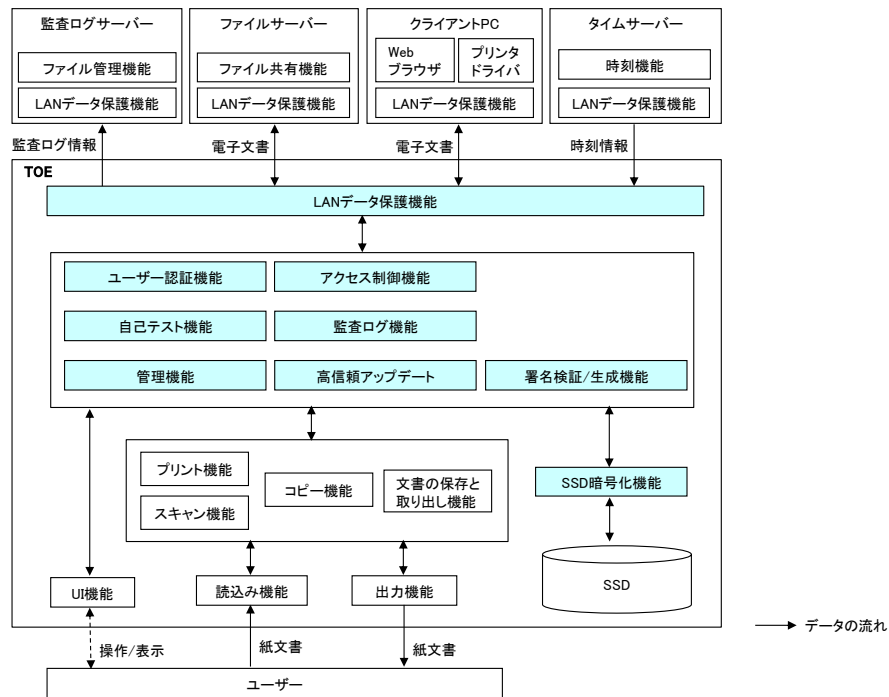 監査ログサーバー
ファイル管理機能
LANデータ保護機能
ファイルサーバー
ファイル共有機能
LANデータ保護機能
クライアントPC
Web
ブラウザ
プリンタ
ドライバ
LANデータ保護機能
タイムサーバー
時刻機能
LANデータ保護機能
監査ログ情報
電子文書
電子文書
時刻情報
TOE
LANデータ保護機能
ユーザー認証機能
アクセス制御機能
自己テスト機能
監査ログ機能
管理機能
高信頼アップデート
署名検証/生成機能
プリント機能
スキャン機能
コピー機能
文書の保存と
取り出し機能
SSD暗号化機能
SSD
UI機能
読込み機能
出力機能
データの流れ
操作/表示
紙文書
紙文書
ユーザー